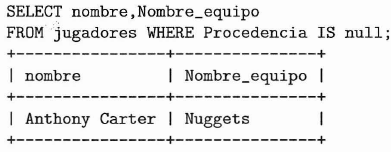 SELECT nombre,Nombre_equipo
FROM jugadores WHERE Procedencia IS null;
+----------------+---------------+
| nombre         | Nombre_equipo |
+----------------+---------------+
| Anthony Carter | Nuggets       |
+----------------+---------------+